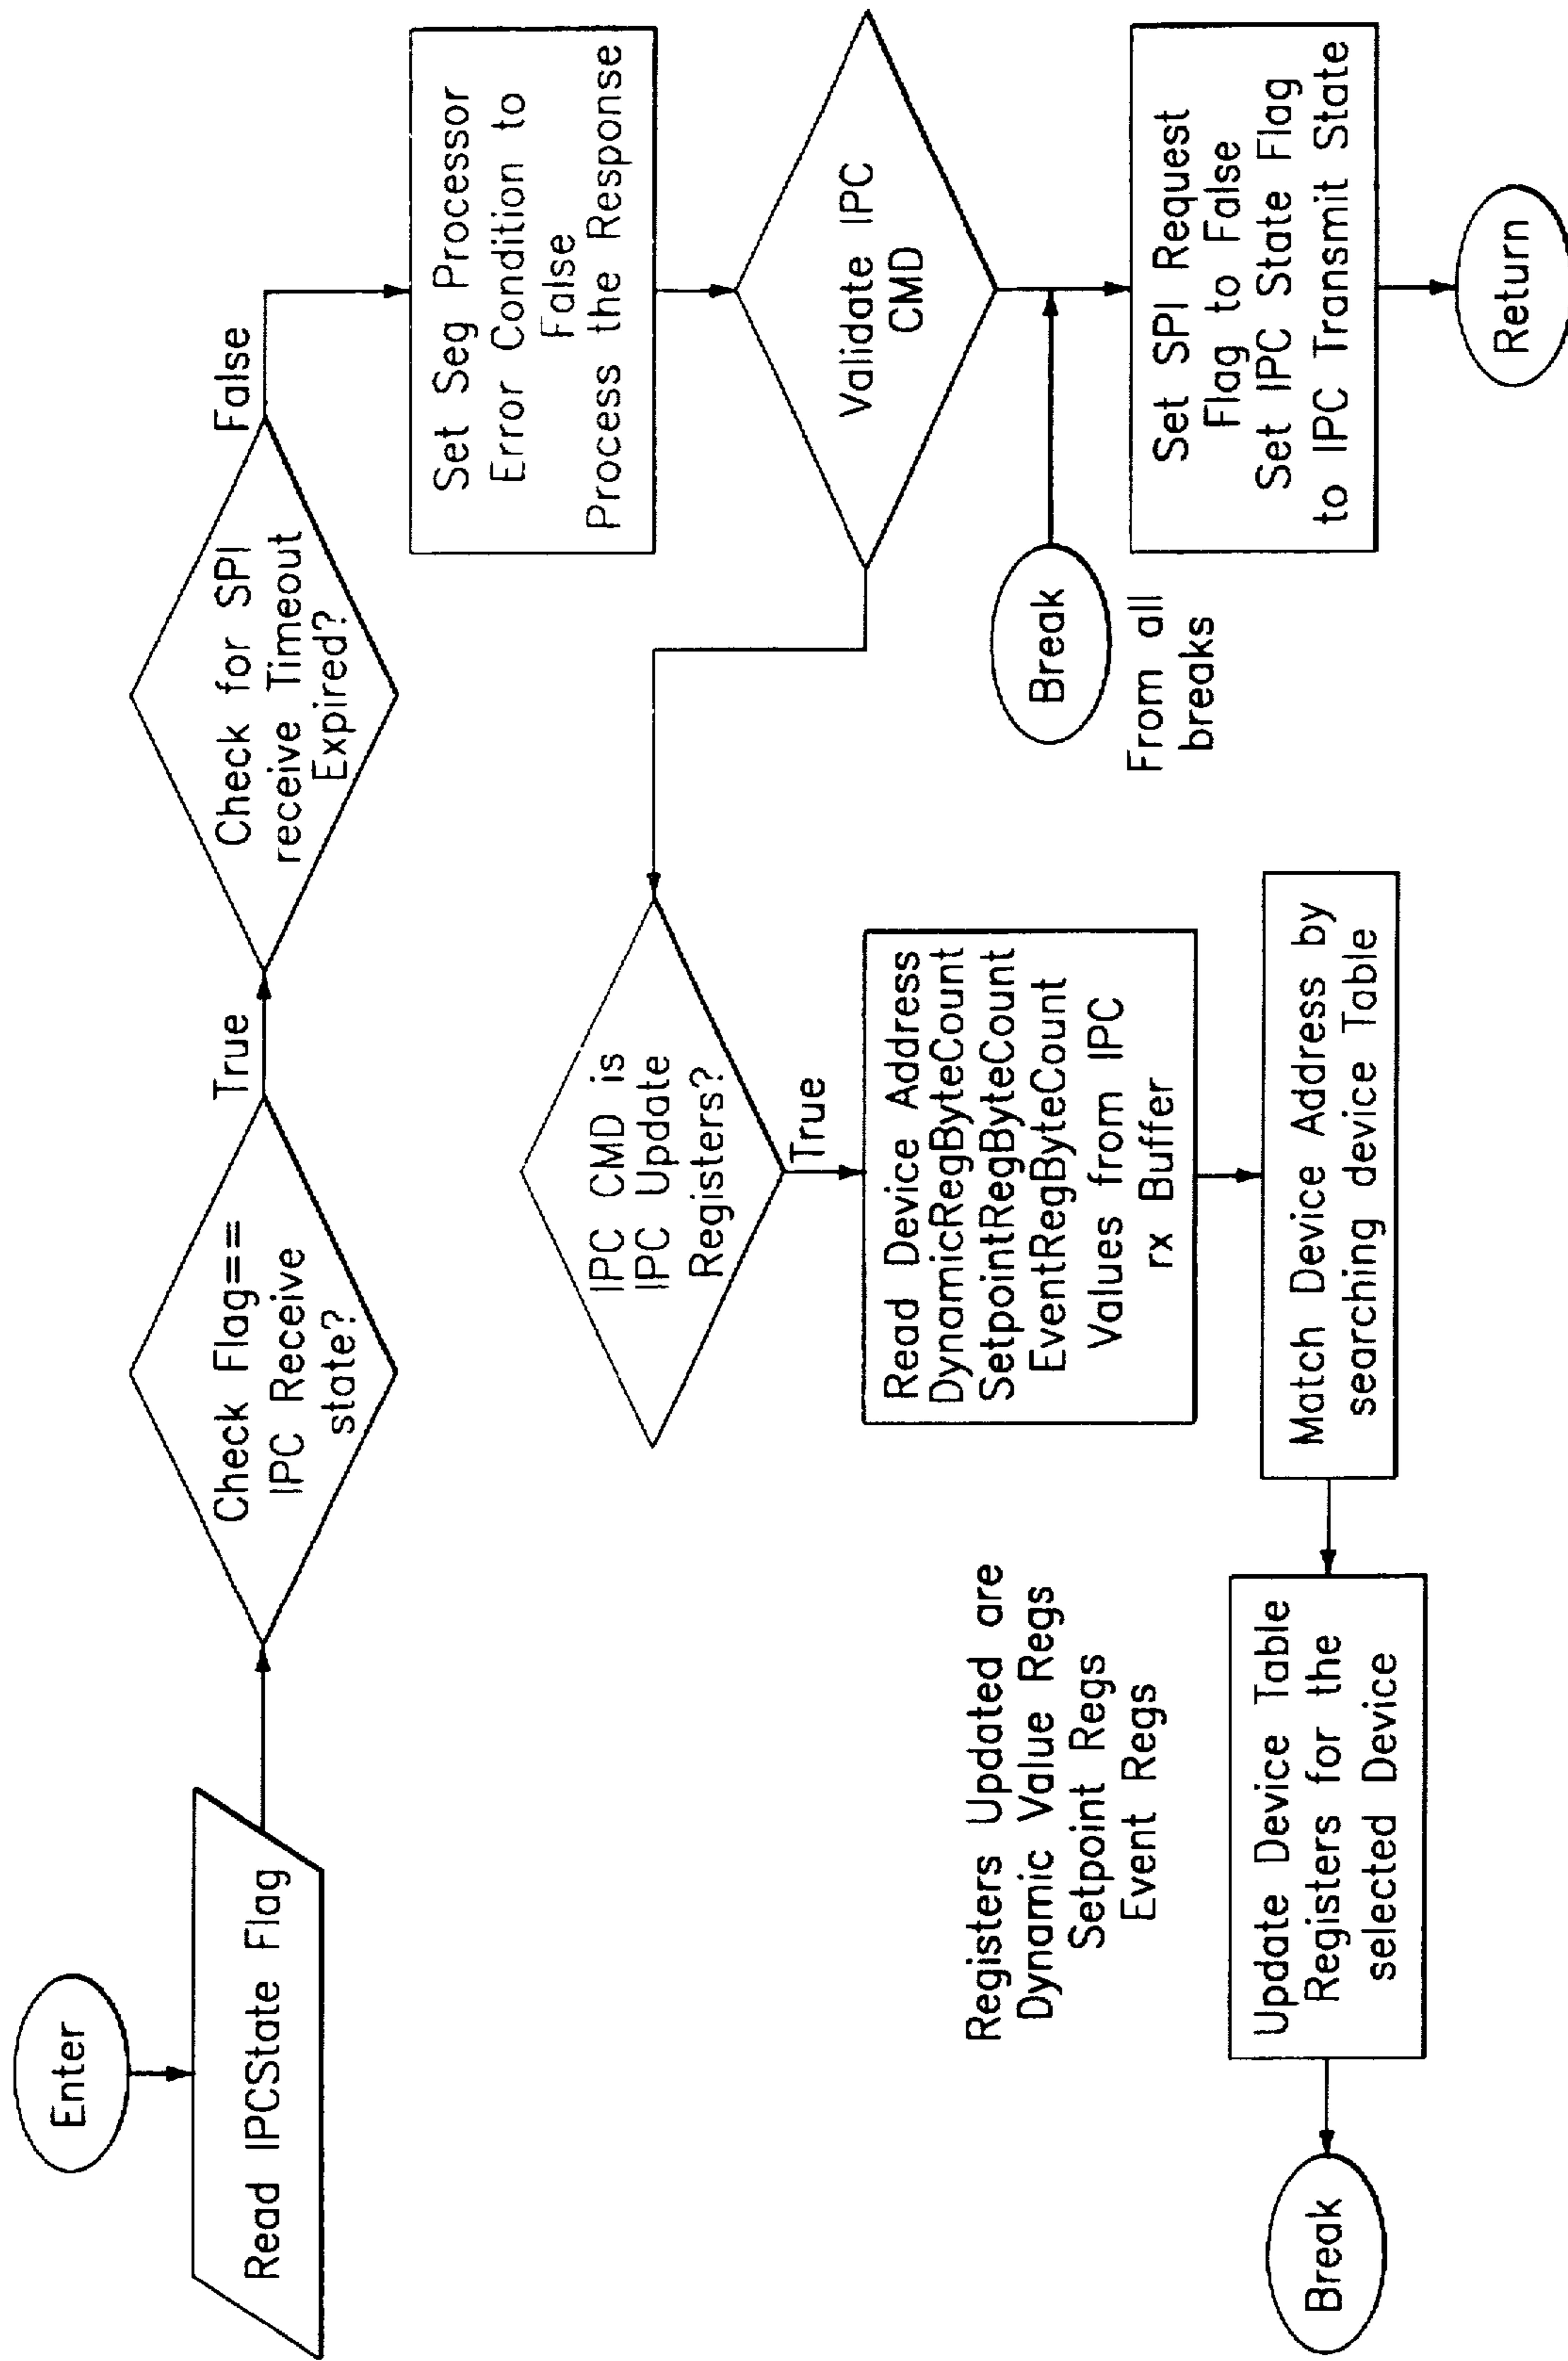 Enter
Read IPCState Flag
Check Flag==
IPC Receive
state?
True
Check for SPI
receive Timeout
Expired?
False
Set Seg Processor
Error Condition to
False
Process the Response
Validate IPC
CMD
IPC CMD is
IPC Update
Registers?
True
Read Device Address
DynamicRegByteCount
SetpointRegByteCount
EventRegByteCount
Values from IPC
rx Buffer
Match Device Address by
searching device Table
Registers Updated are
Dynamic Value Regs
Setpoint Regs
Event Regs
Update Device Table
Registers for the
selected Device
Break
Break
From all
breaks
Set SPI Request
Flag to False
Set IPC State Flag
to IPC Transmit State
Return